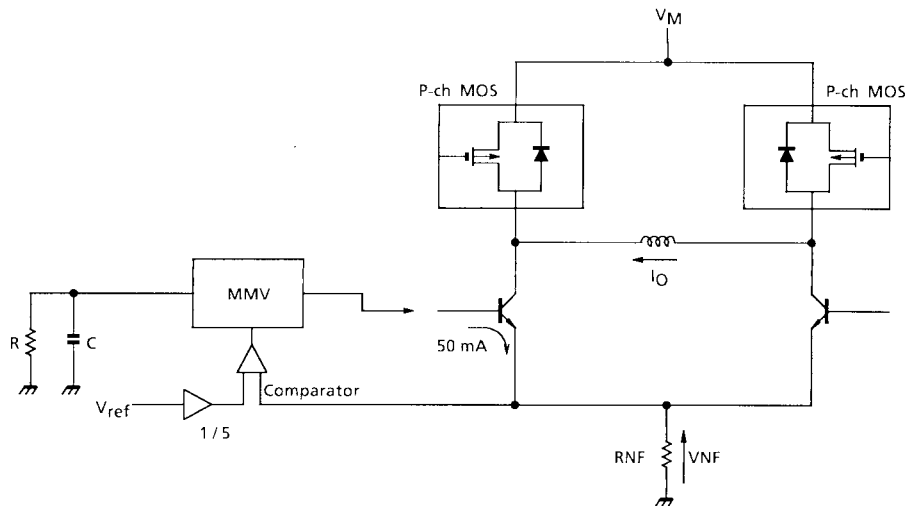 VM
P-ch MOS
P-ch MOS
IO
MMV
R
C
50 mA
Comparator
Vref
1 / 5
RNF
VNF